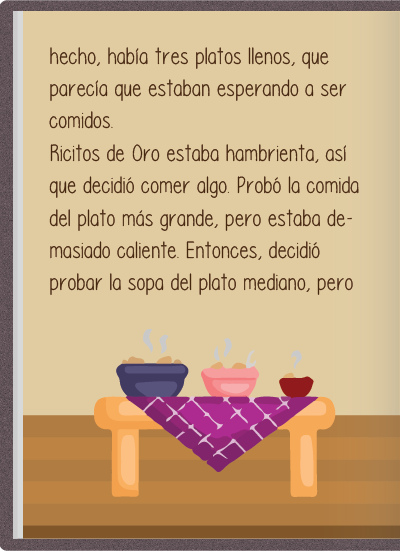 hecho, había tres platos llenos, que
parecía que estaban esperando a ser
comidos.
Ricitos de Oro estaba hambrienta, así
que decidió comer algo. Probó la comida
del plato más grande, pero estaba de-
masiado caliente. Entonces, decidió
probar la sopa del plato mediano, pero